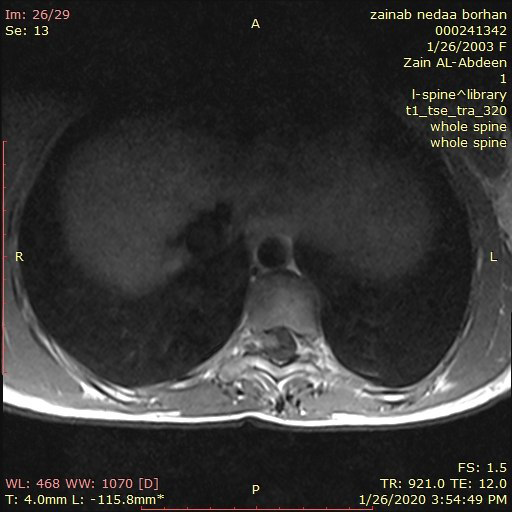 Im: 26/29
Se: 13
A
zainab nedaa borhan
000241342
1/26/2003 F
Zain AL-Abdeen
1
l-spine^library
t1_tse_tra_320
whole spine
whole spine
R
L
WL: 468 WW: 1070 [D]
T: 4.0mm L: -115.8mm*
P
FS: 1.5
TR: 921.0 TE: 12.0
1/26/2020 3:54:49 PM